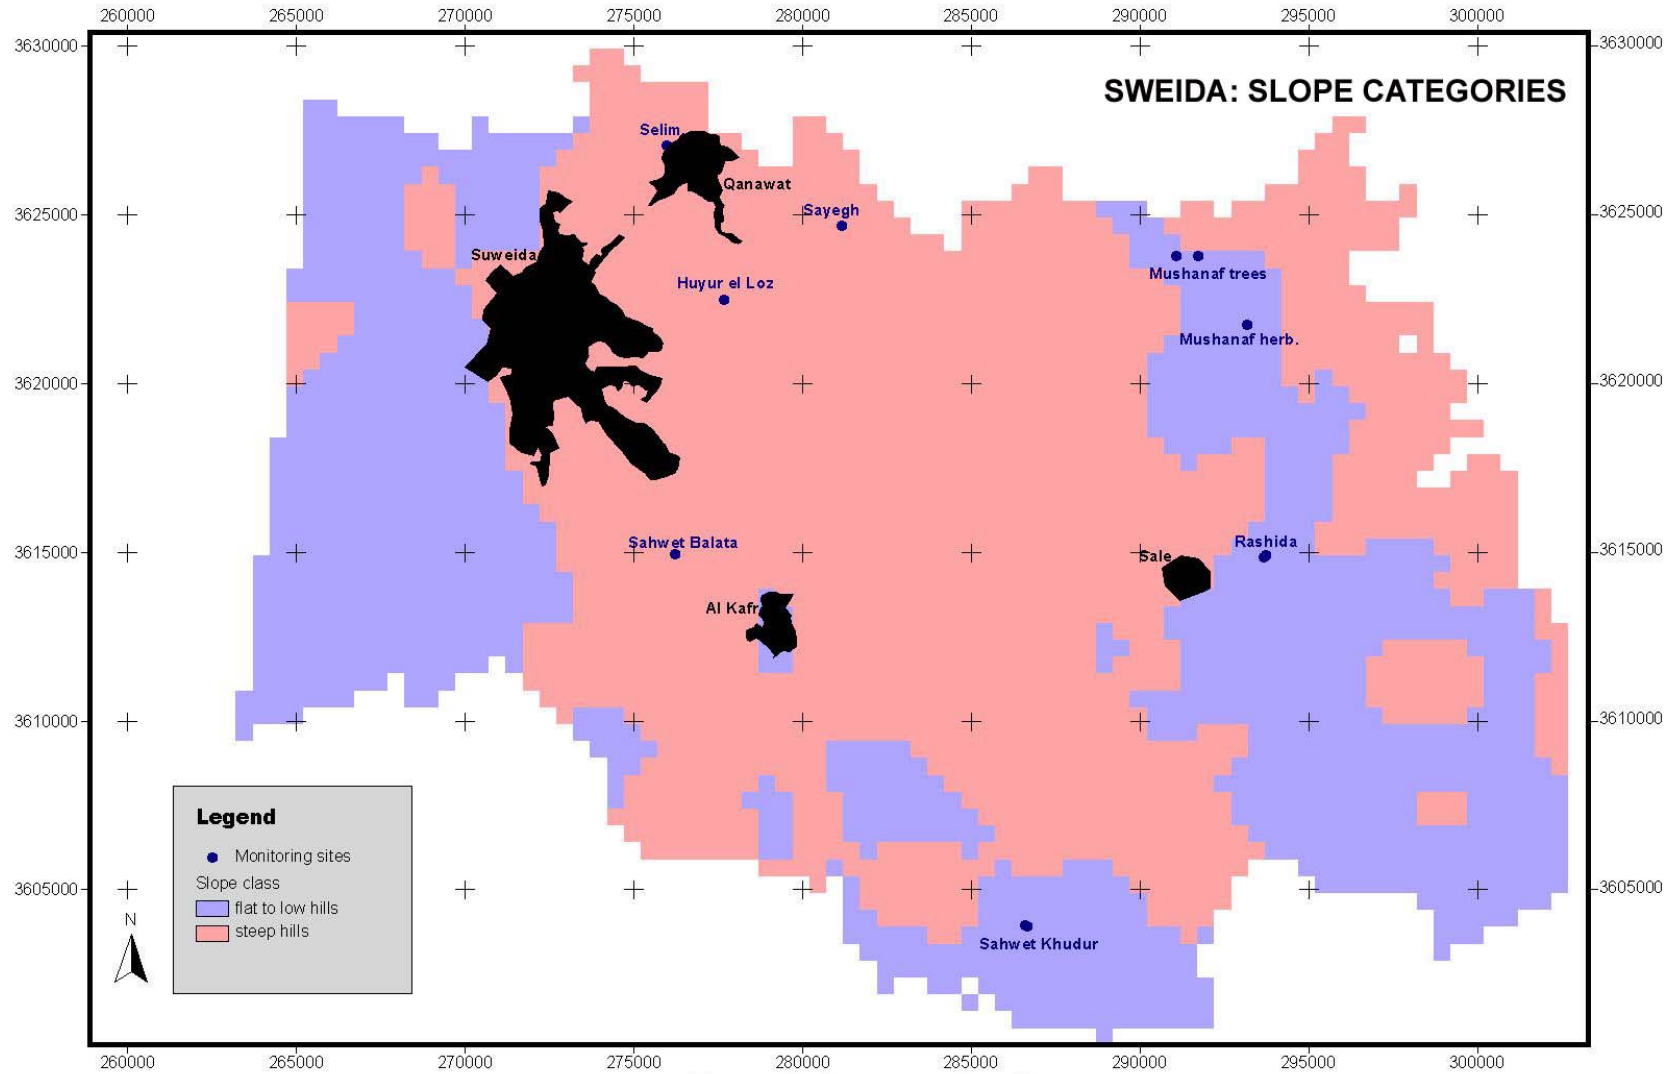 260000 265000 270000 275000 280000 285000 290000 295000 300000
3630000 3630000
SWEIDA: SLOPE CATEGORIES
Selim
Qanawat
Sayegh
3625000 3625000
Suweida
Mushanaf trees
Huyur el Loz
Mushanaf herb.
3620000 3620000
Sahwet Balata
Rashida
3615000 3615000
Sale
Al Kafr
3610000 3610000
Legend
Monitoring sites
Slope class
flat to low hills
steep hills
3605000 3605000
N
Sahwet Khudur
260000 265000 270000 275000 280000 285000 290000 295000 300000